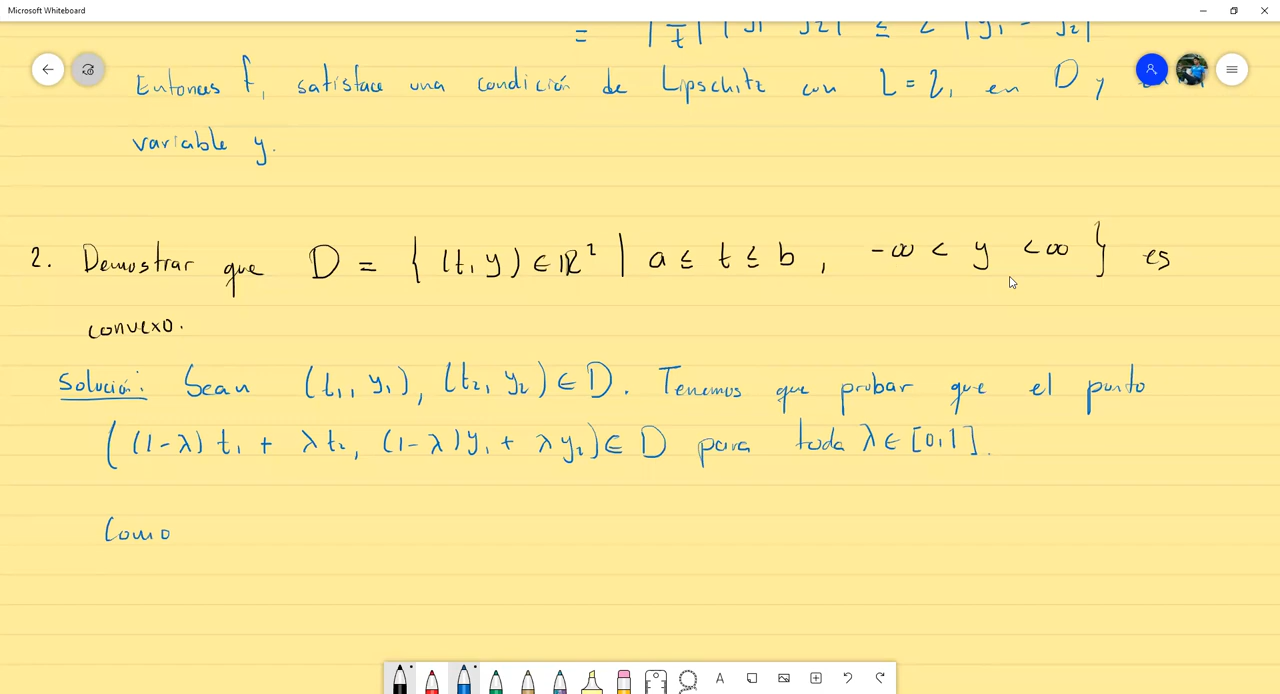 Microsoft Whiteboard
Entonces f, satisface una condición de Lipschitz con L = 2, en D y
variable y.
2. Demostrar que D = { (t, y) ∈ ℝ² | a ≤ t ≤ b, -∞ < y < ∞ } es
convexo.
Solución: Sean (t₁, y₁), (t₂, y₂) ∈ D. Tenemos que probar que el punto
((1-λ) t₁ + λ t₂, (1-λ) y₁ + λ y₂) ∈ D para toda λ ∈ [0,1].
Como